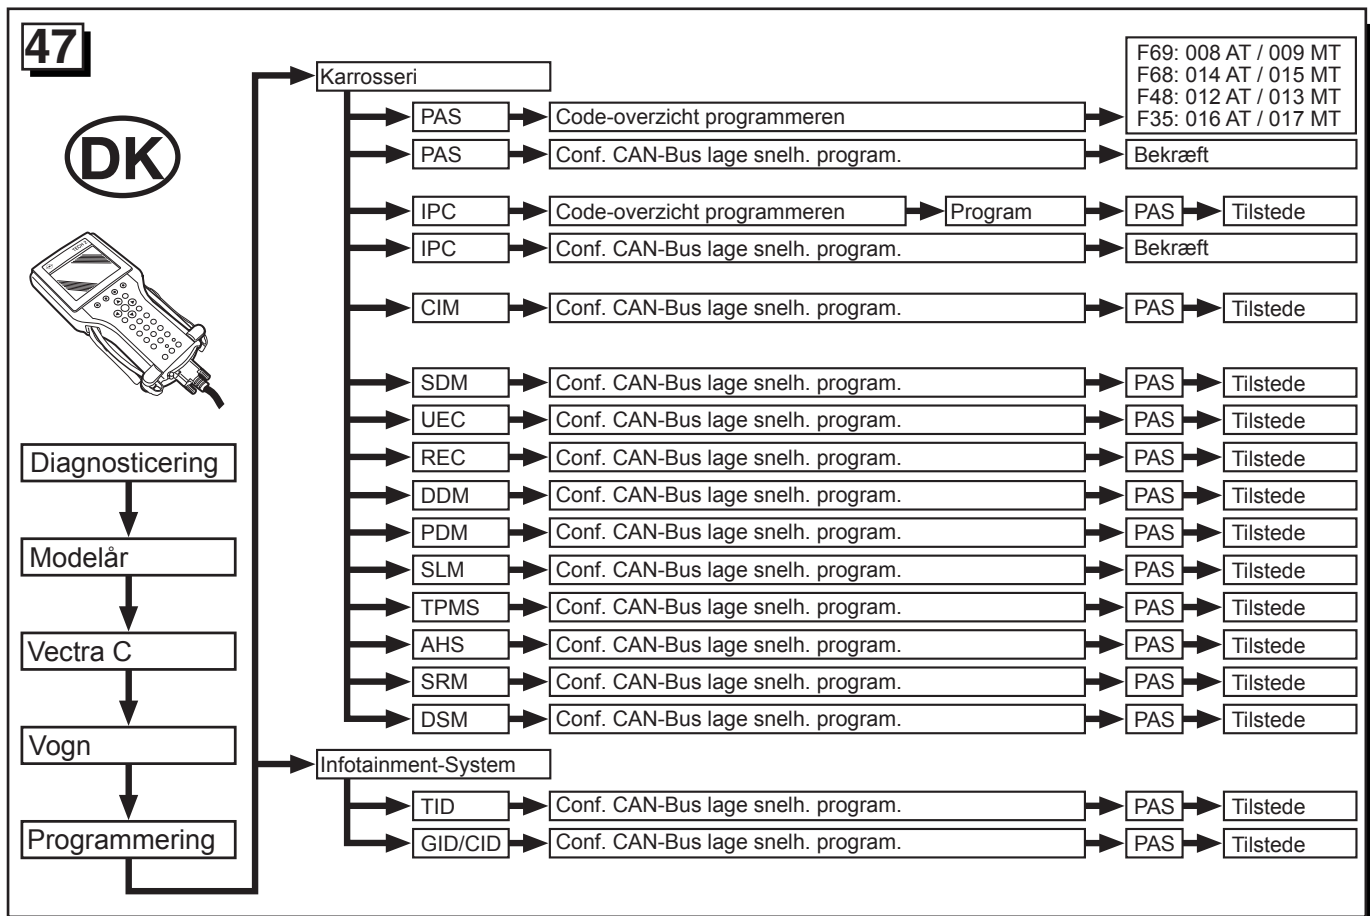 47
DK
TECH 2
Diagnosticering
Modelår
Vectra C
Vogn
Programmering
Karrosseri
PAS Code-overzicht programmeren
F69: 008 AT / 009 MT
F68: 014 AT / 015 MT
F48: 012 AT / 013 MT
F35: 016 AT / 017 MT
PAS Conf. CAN-Bus lage snelh. program. Bekræft
IPC Code-overzicht programmeren Program PAS Tilstede
IPC Conf. CAN-Bus lage snelh. program. Bekræft
CIM Conf. CAN-Bus lage snelh. program. PAS Tilstede
SDM Conf. CAN-Bus lage snelh. program. PAS Tilstede
UEC Conf. CAN-Bus lage snelh. program. PAS Tilstede
REC Conf. CAN-Bus lage snelh. program. PAS Tilstede
DDM Conf. CAN-Bus lage snelh. program. PAS Tilstede
PDM Conf. CAN-Bus lage snelh. program. PAS Tilstede
SLM Conf. CAN-Bus lage snelh. program. PAS Tilstede
TPMS Conf. CAN-Bus lage snelh. program. PAS Tilstede
AHS Conf. CAN-Bus lage snelh. program. PAS Tilstede
SRM Conf. CAN-Bus lage snelh. program. PAS Tilstede
DSM Conf. CAN-Bus lage snelh. program. PAS Tilstede
Infotainment-System
TID Conf. CAN-Bus lage snelh. program. PAS Tilstede
GID/CID Conf. CAN-Bus lage snelh. program. PAS Tilstede